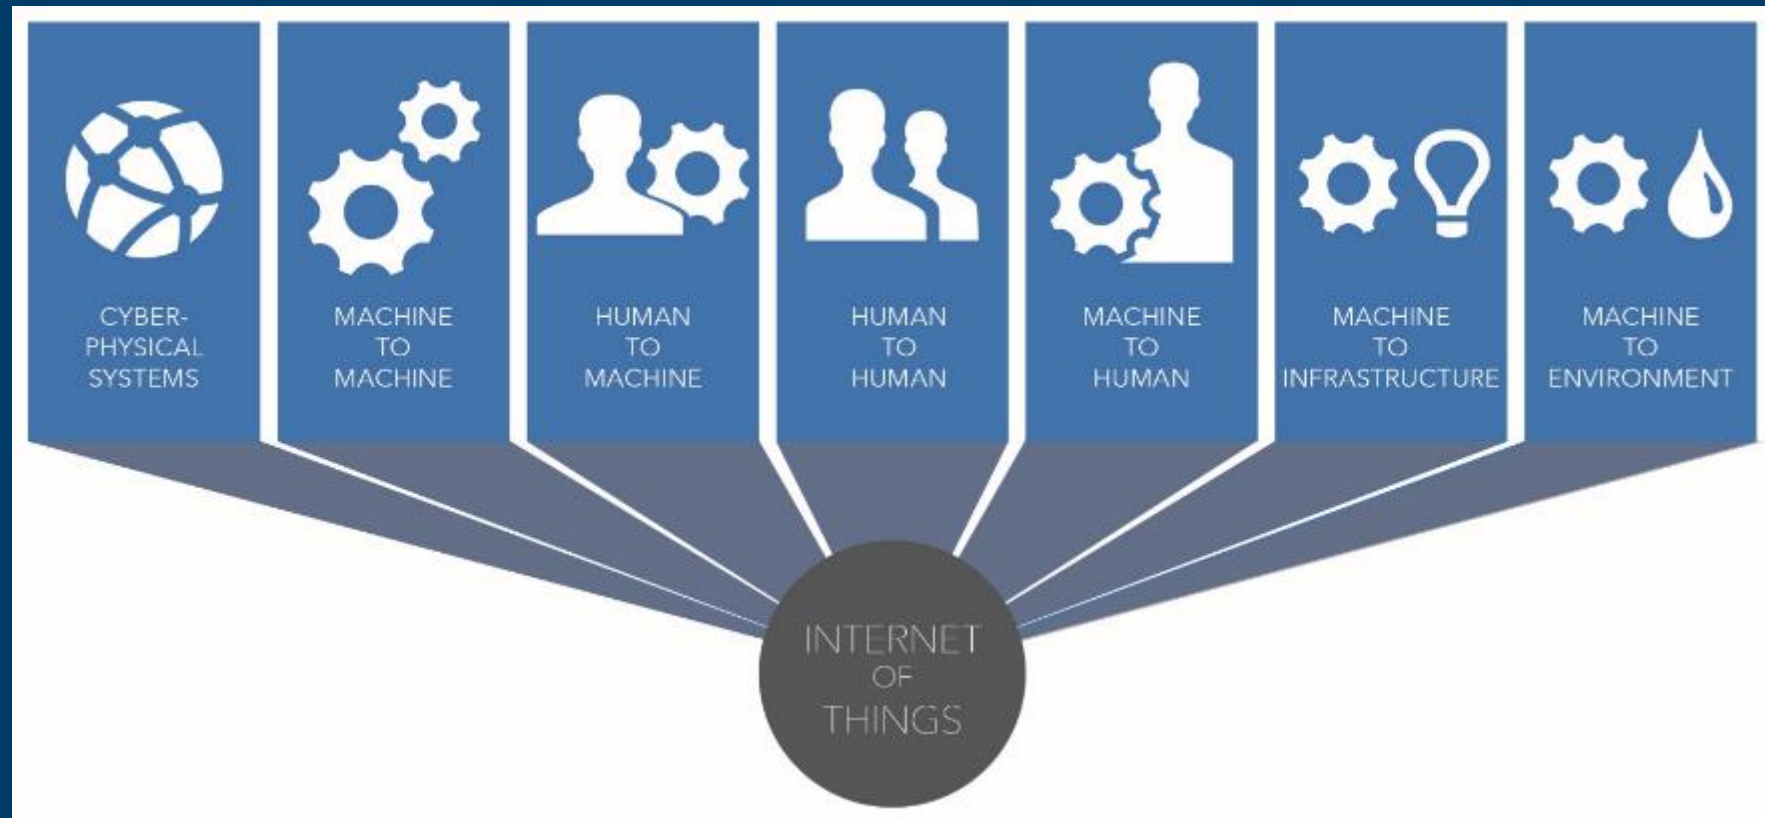 CYBER-
PHYSICAL
SYSTEMS
MACHINE
TO
MACHINE
HUMAN
TO
MACHINE
HUMAN
TO
HUMAN
MACHINE
TO
HUMAN
MACHINE
TO
INFRASTRUCTURE
MACHINE
TO
ENVIRONMENT
INTERNET
OF
THINGS